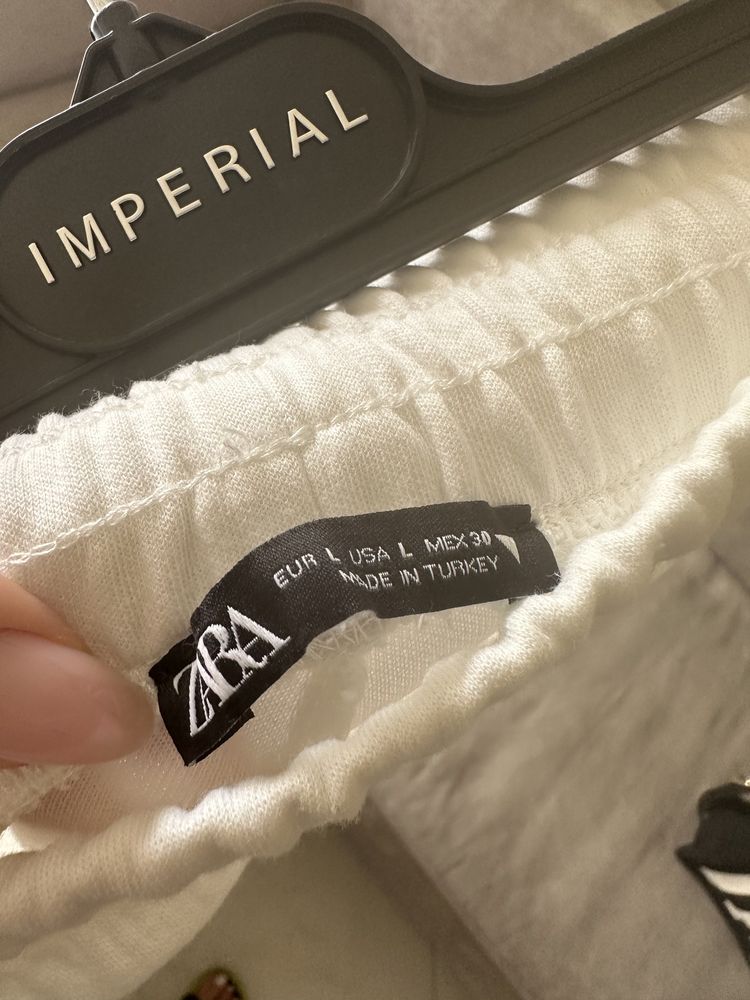 IMPERIAL
EUR L USA L MEX 30
MADE IN TURKEY
ZARA